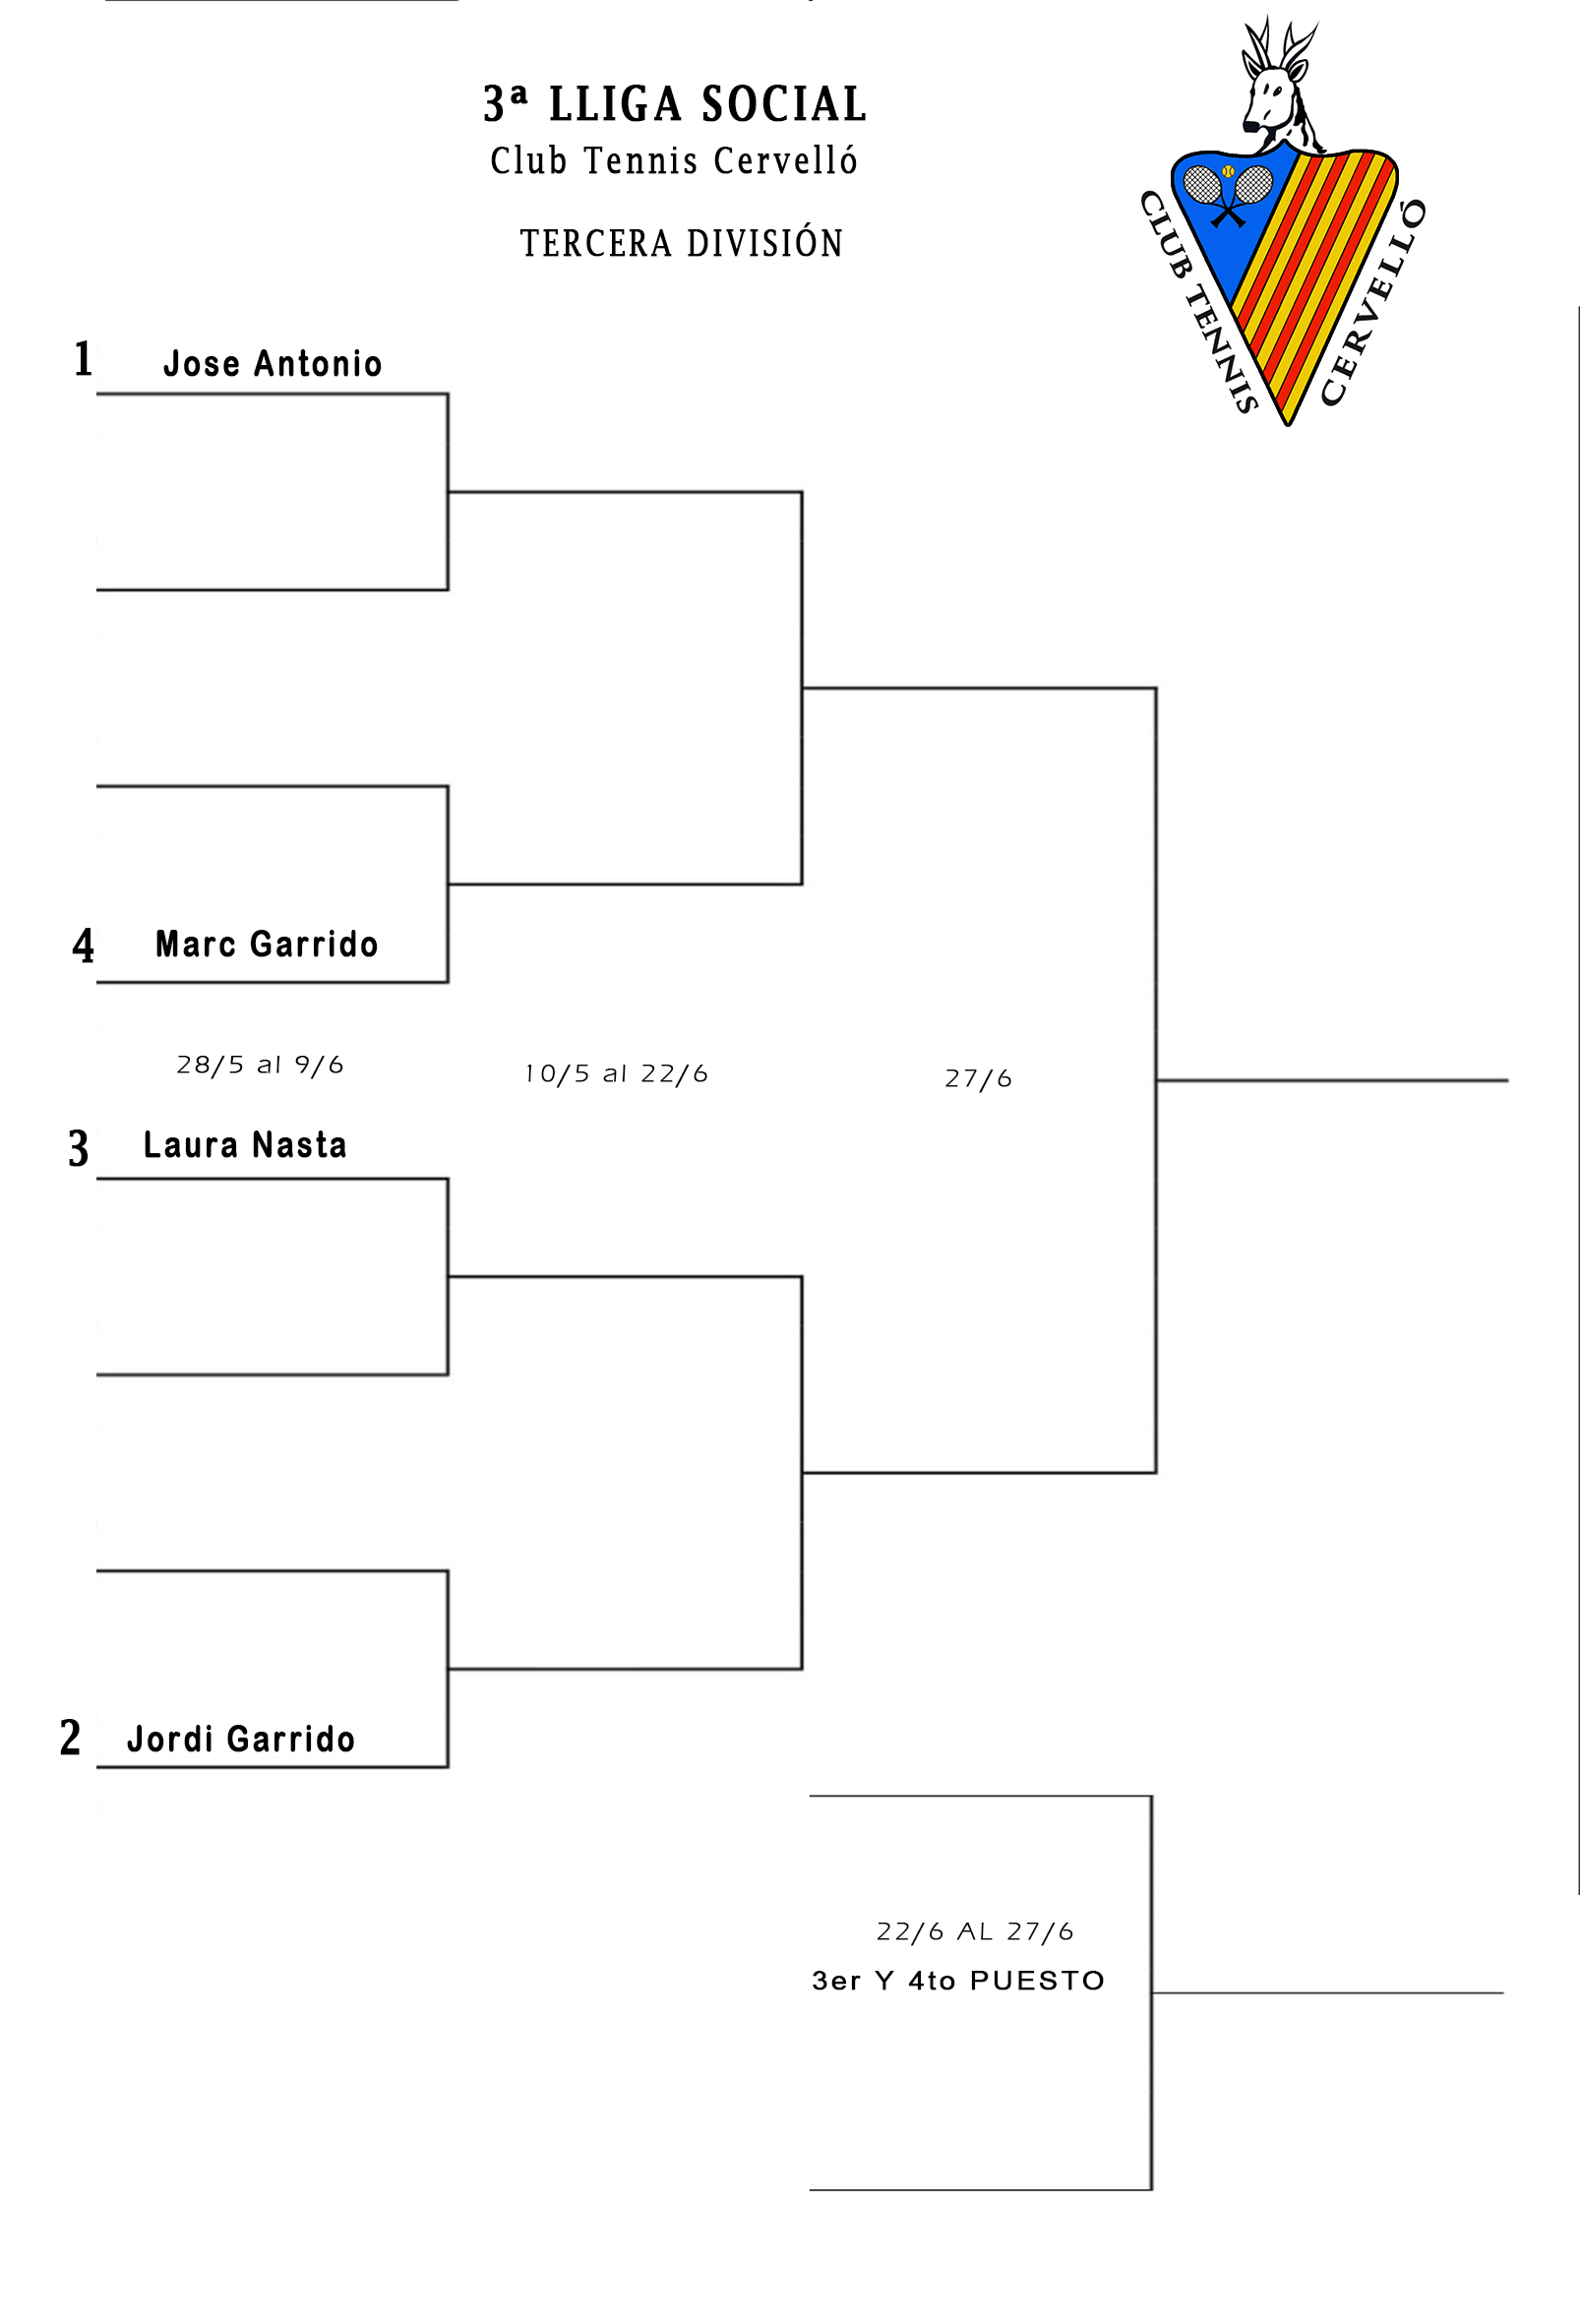 3ª LLIGA SOCIAL
Club Tennis Cervelló
TERCERA DIVISIÓN
CLUB TENNIS
CERVELLÓ
1 Jose Antonio
4 Marc Garrido
28/5 al 9/6
10/5 al 22/6
27/6
3 Laura Nasta
2 Jordi Garrido
22/6 AL 27/6
3er Y 4to PUESTO